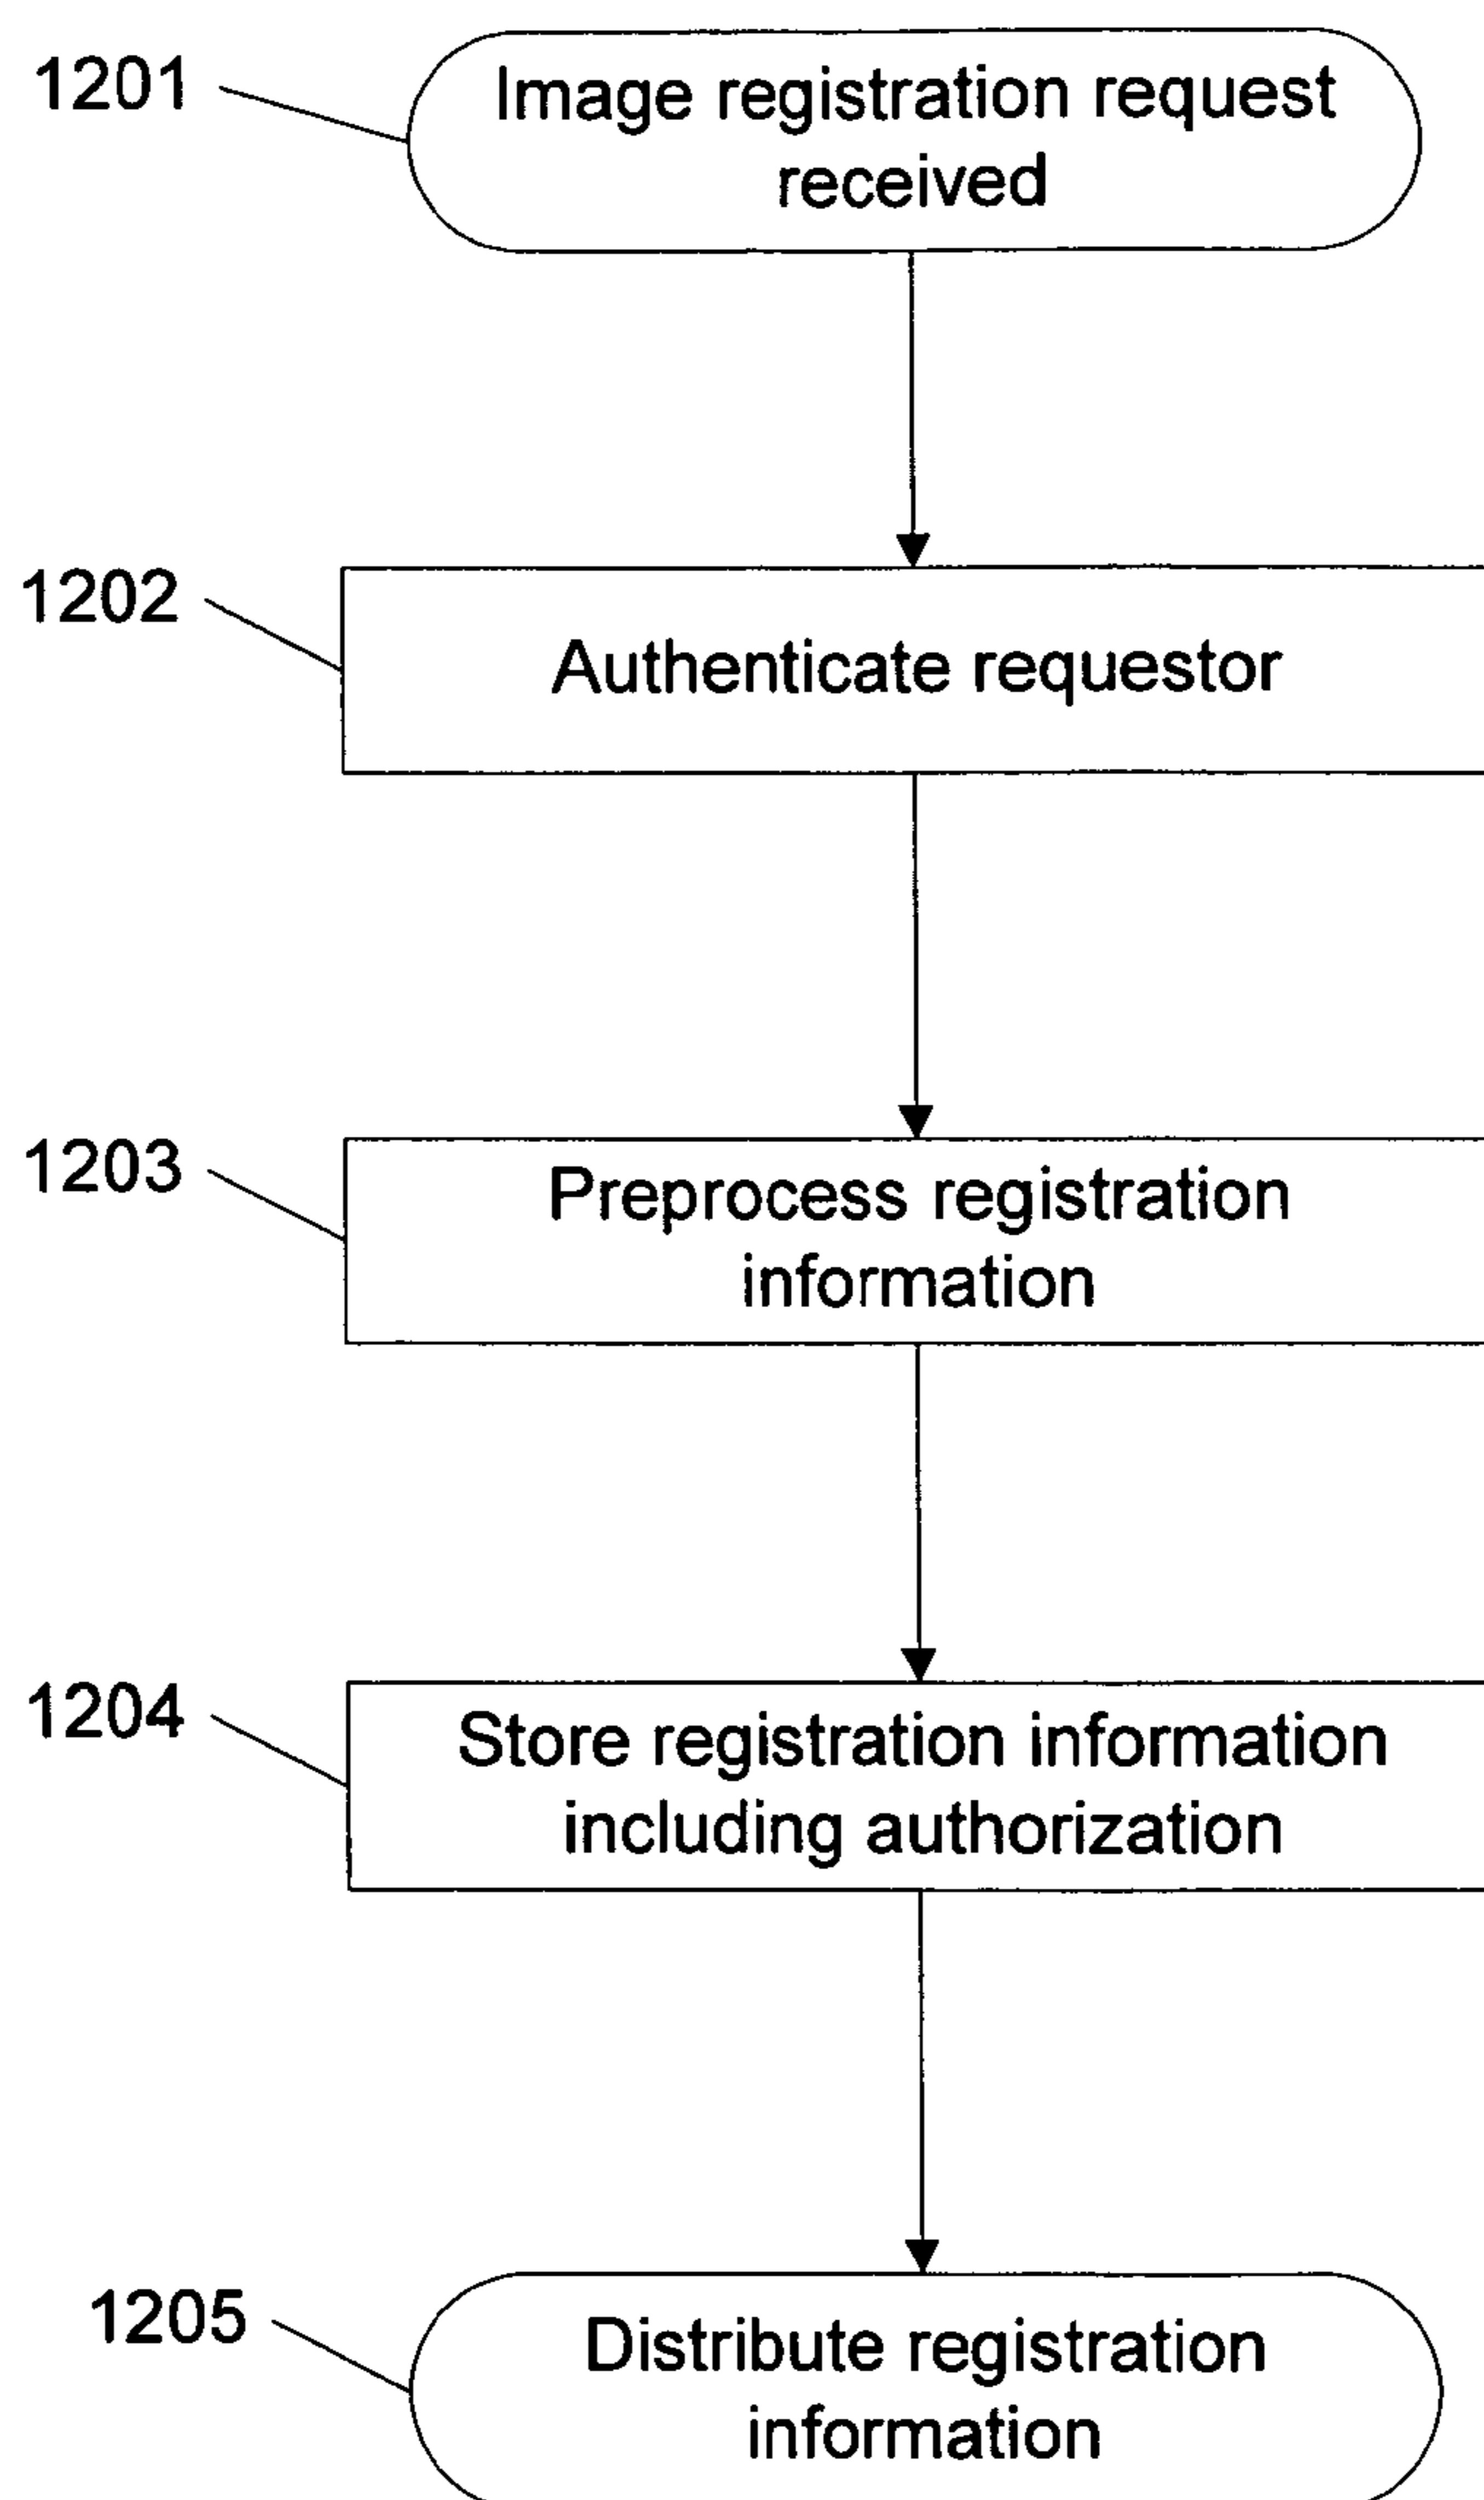 1201
Image registration request
received
1202
Authenticate requestor
1203
Preprocess registration
information
1204
Store registration information
including authorization
1205
Distribute registration
information